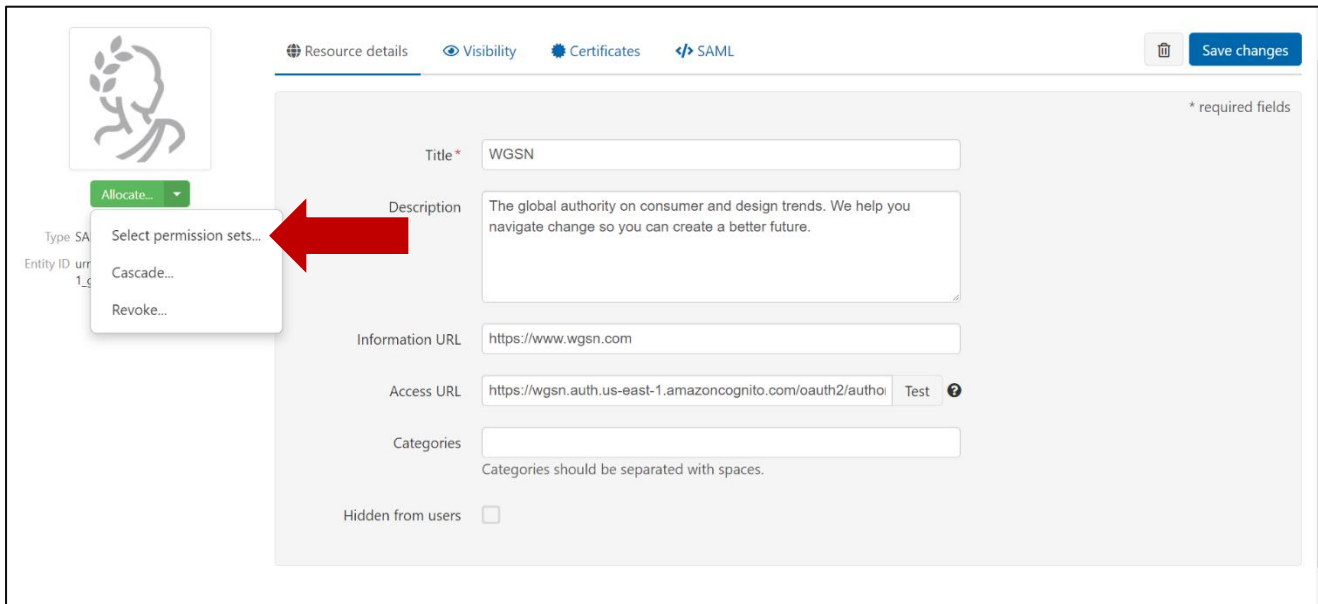 Resource details Visibility Certificates </> SAML Save changes
* required fields
Title* WGSN
Allocate...
Description The global authority on consumer and design trends. We help you
navigate change so you can create a better future.
Select permission sets...
Type SA
Entity ID urn
Cascade...
Revoke...
Information URL https://www.wgsn.com
Access URL https://wgsn.auth.us-east-1.amazoncognito.com/oauth2/autho Test
Categories
Categories should be separated with spaces.
Hidden from users